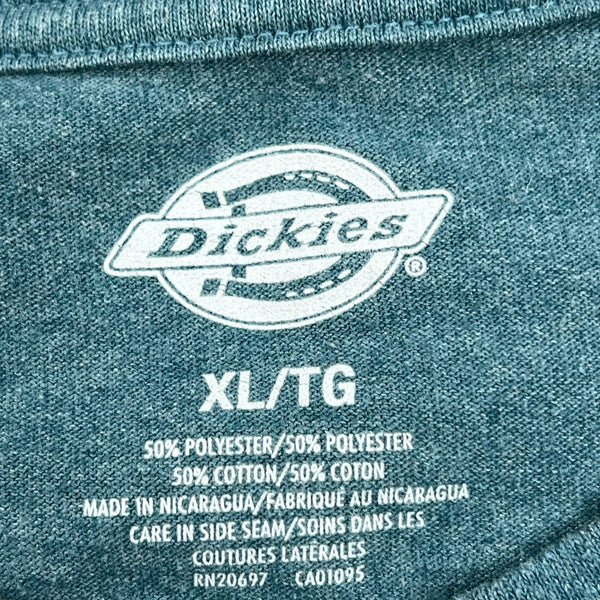 Dickies®
XL/TG
50% POLYESTER/50% POLYESTER
50% COTTON/50% COTON
MADE IN NICARAGUA/FABRIQUÉ AU NICARAGUA
CARE IN SIDE SEAM/SOINS DANS LES
COUTURES LATÉRALES
RN20697 CA01095